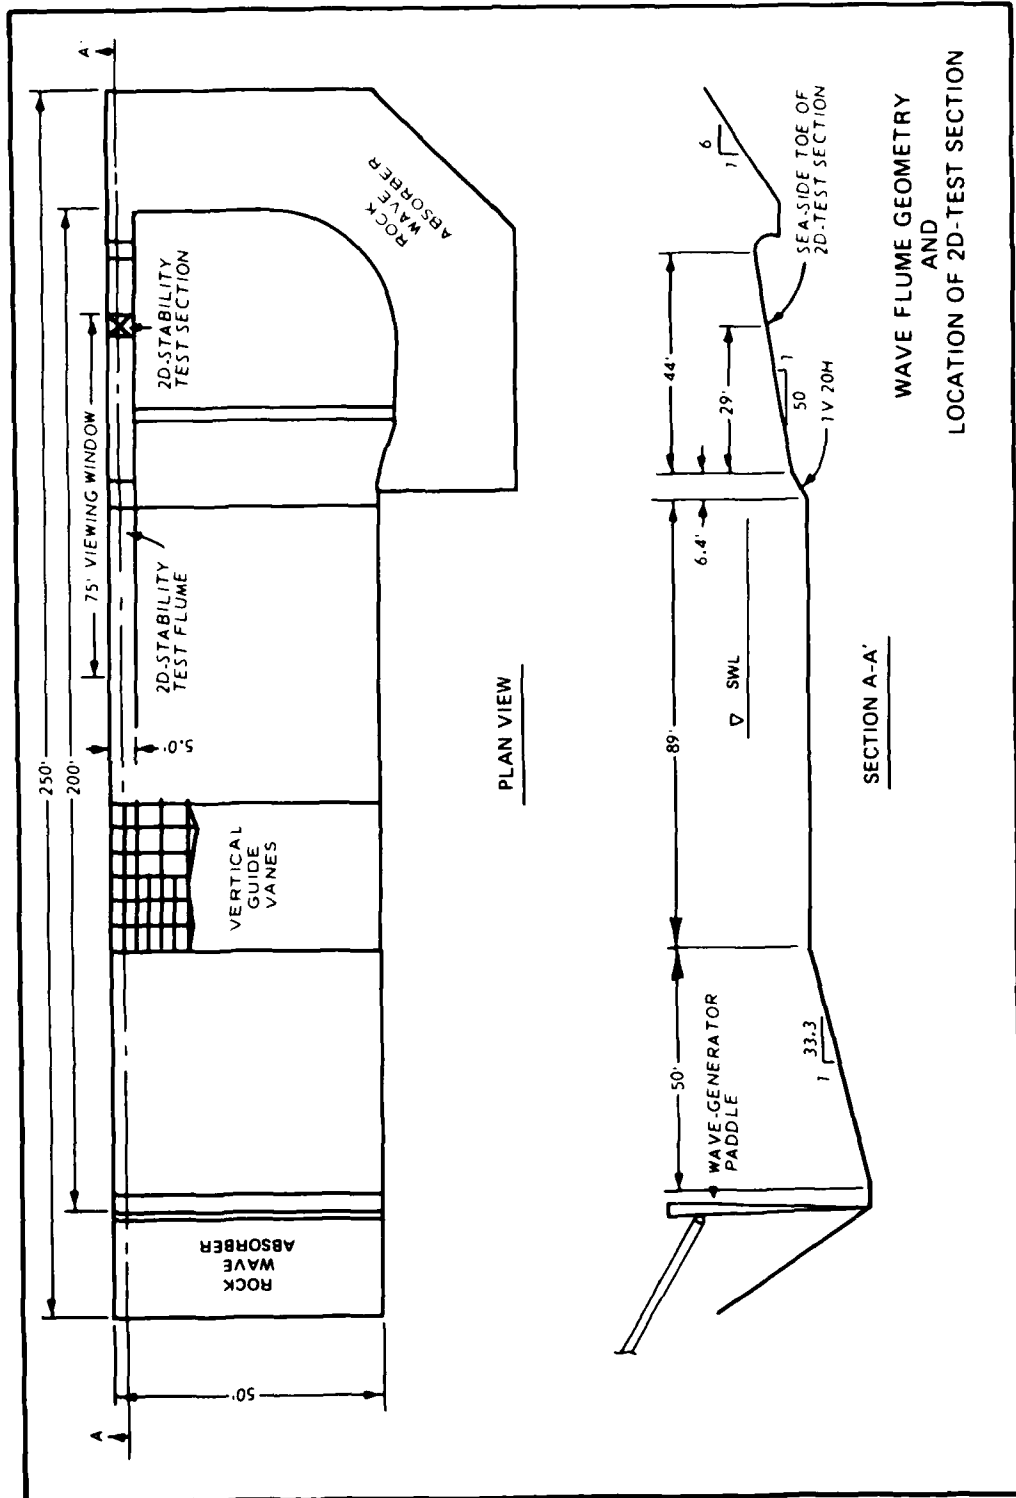 A
A'
250'
200'
75' VIEWING WINDOW
5.0'
50'
ROCK
WAVE
ABSORBER
VERTICAL
GUIDE
VANES
2D-STABILITY
TEST FLUME
2D-STABILITY
TEST SECTION
ROCK
WAVE
ABSORBER
PLAN VIEW
WAVE-GENERATOR
PADDLE
50'
89'
6.4'
44'
29'
1
33.3
SWL
1V 20H
50
1
6
1
SEA-SIDE TOE OF
2D-TEST SECTION
SECTION A-A'
WAVE FLUME GEOMETRY
AND
LOCATION OF 2D-TEST SECTION